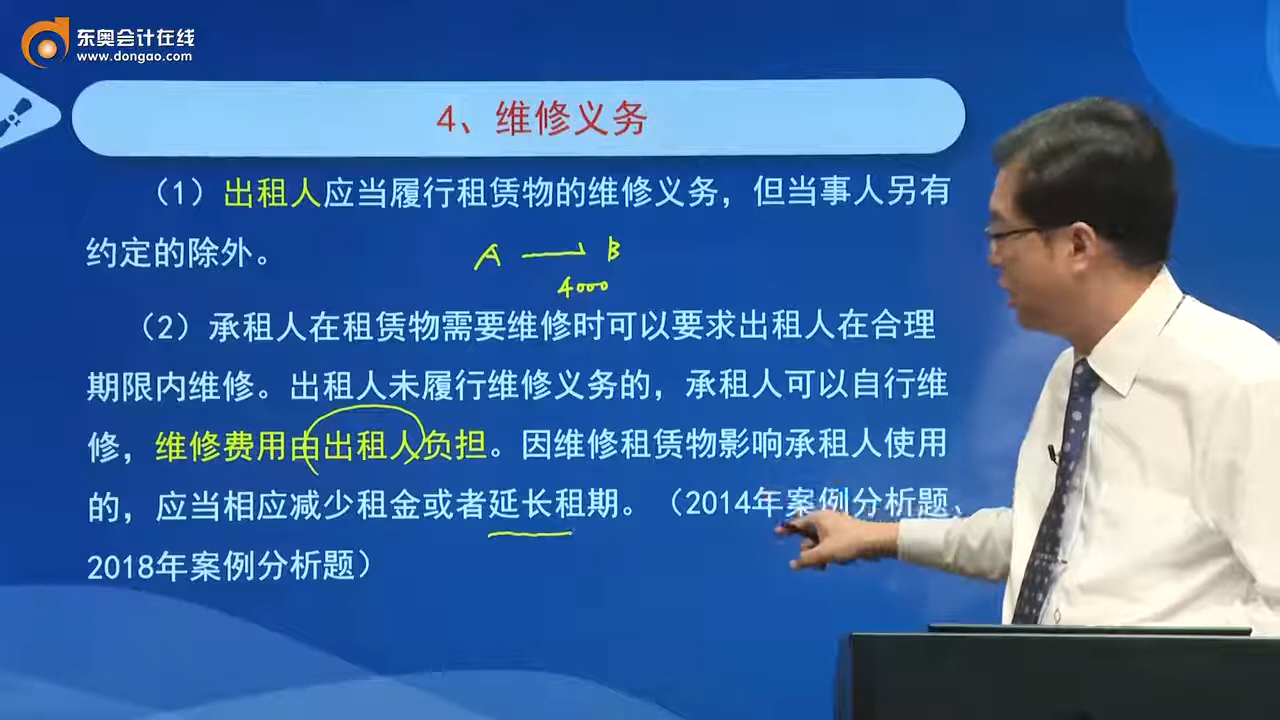 东奥会计在线
www.dongao.com
4、维修义务
（1）出租人应当履行租赁物的维修义务，但当事人另有
约定的除外。
A → B
4000
（2）承租人在租赁物需要维修时可以要求出租人在合理
期限内维修。出租人未履行维修义务的，承租人可以自行维
修，维修费用由出租人负担。因维修租赁物影响承租人使用
的，应当相应减少租金或者延长租期。（2014年案例分析题、
2018年案例分析题）